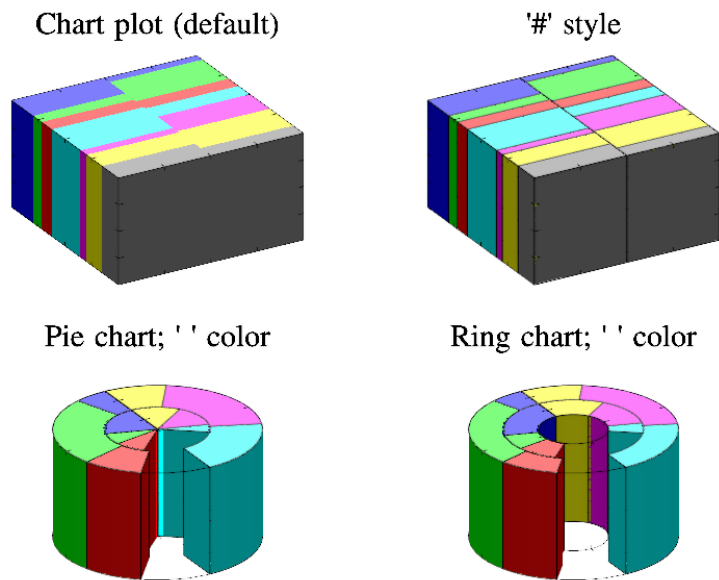 Chart plot (default)
'#' style
Pie chart; ' ' color
Ring chart; ' ' color